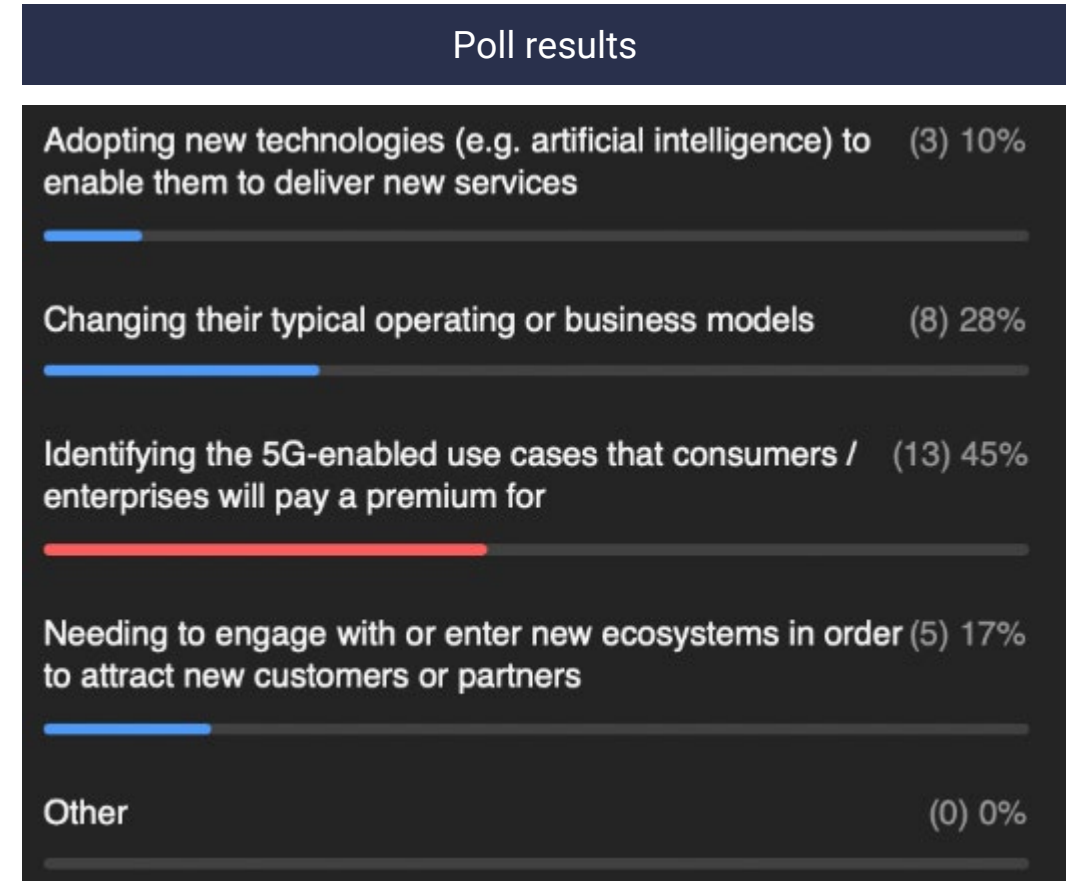 Poll results
Adopting new technologies (e.g. artificial intelligence) to (3) 10%
enable them to deliver new services
Changing their typical operating or business models (8) 28%
Identifying the 5G-enabled use cases that consumers / (13) 45%
enterprises will pay a premium for
Needing to engage with or enter new ecosystems in order (5) 17%
to attract new customers or partners
Other (0) 0%